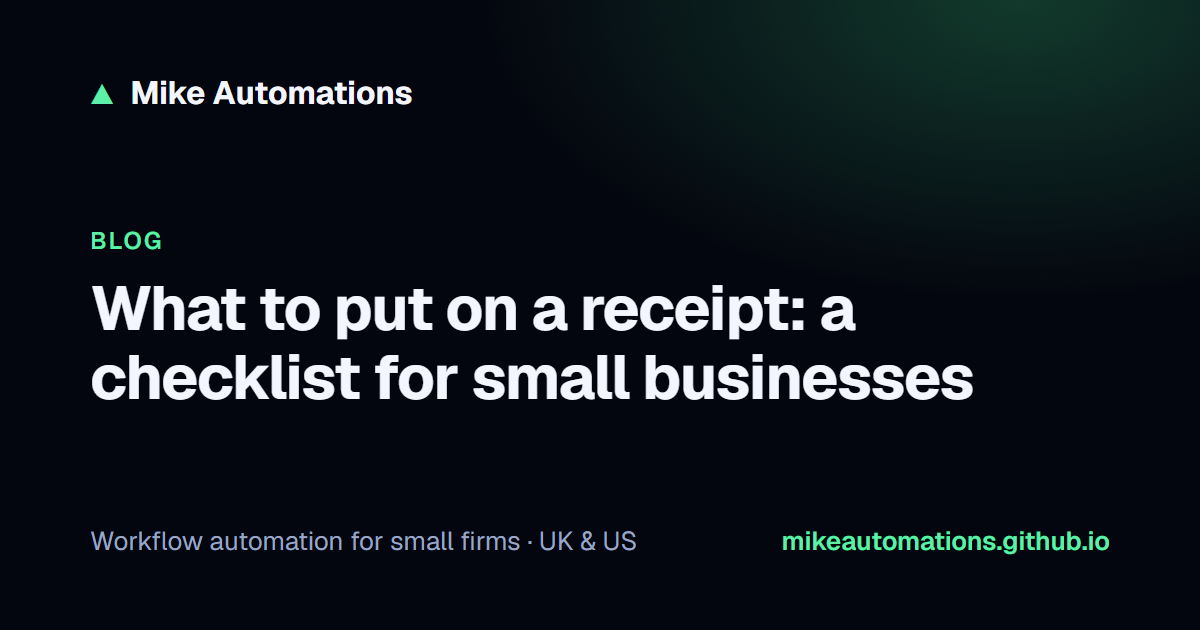 Mike Automations
BLOG
What to put on a receipt: a
checklist for small businesses
Workflow automation for small firms · UK & US
mikeautomations.github.io